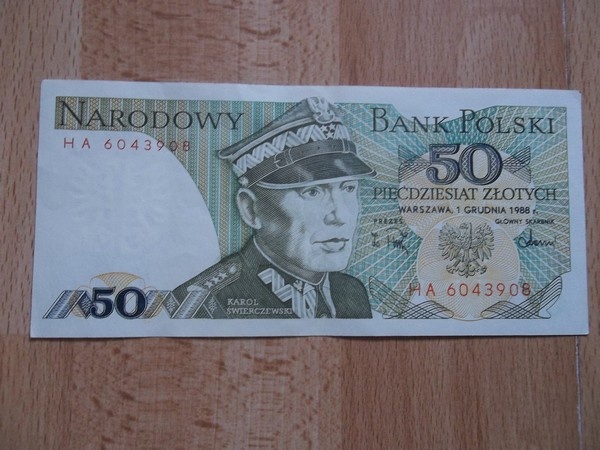 NARODOWY
BANK POLSKI
HA 6043908
50
PIĘĆDZIESIĄT ZŁOTYCH
WARSZAWA, 1 GRUDNIA 1988 r.
PREZES
GŁÓWNY SKARBNIK
HA 6043908
50
KAROL
ŚWIERCZEWSKI